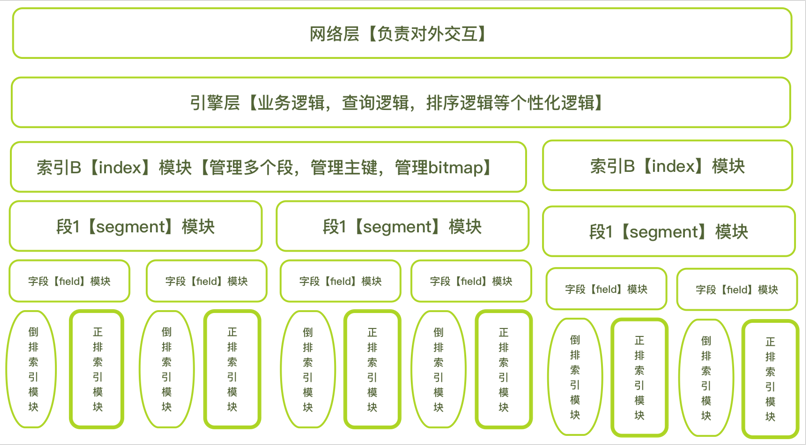 网络层【负责对外交互】
引擎层【业务逻辑，查询逻辑，排序逻辑等个性化逻辑】
索引B【index】模块【管理多个段，管理主键，管理bitmap】
索引B【index】模块
段1【segment】模块
段1【segment】模块
段1【segment】模块
字段【field】模块
字段【field】模块
字段【field】模块
字段【field】模块
字段【field】模块
字段【field】模块
倒排索引模块
正排索引模块
倒排索引模块
正排索引模块
倒排索引模块
正排索引模块
倒排索引模块
正排索引模块
倒排索引模块
正排索引模块
倒排索引模块
正排索引模块